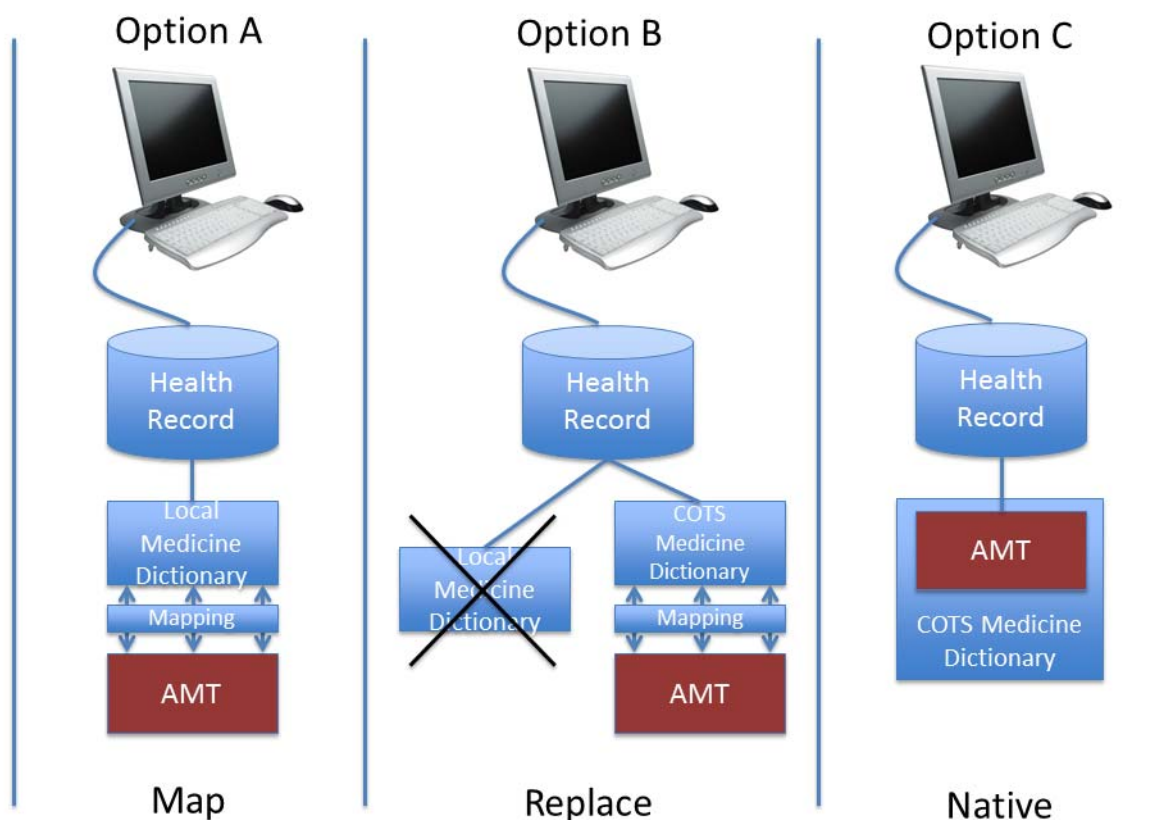 Option A
Health
Record
Local
Medicine
Dictionary
Mapping
AMT
Map
Option B
Health
Record
Local
Medicine
Dictionary
COTS
Medicine
Dictionary
Mapping
AMT
Replace
Option C
Health
Record
AMT
COTS Medicine
Dictionary
Native